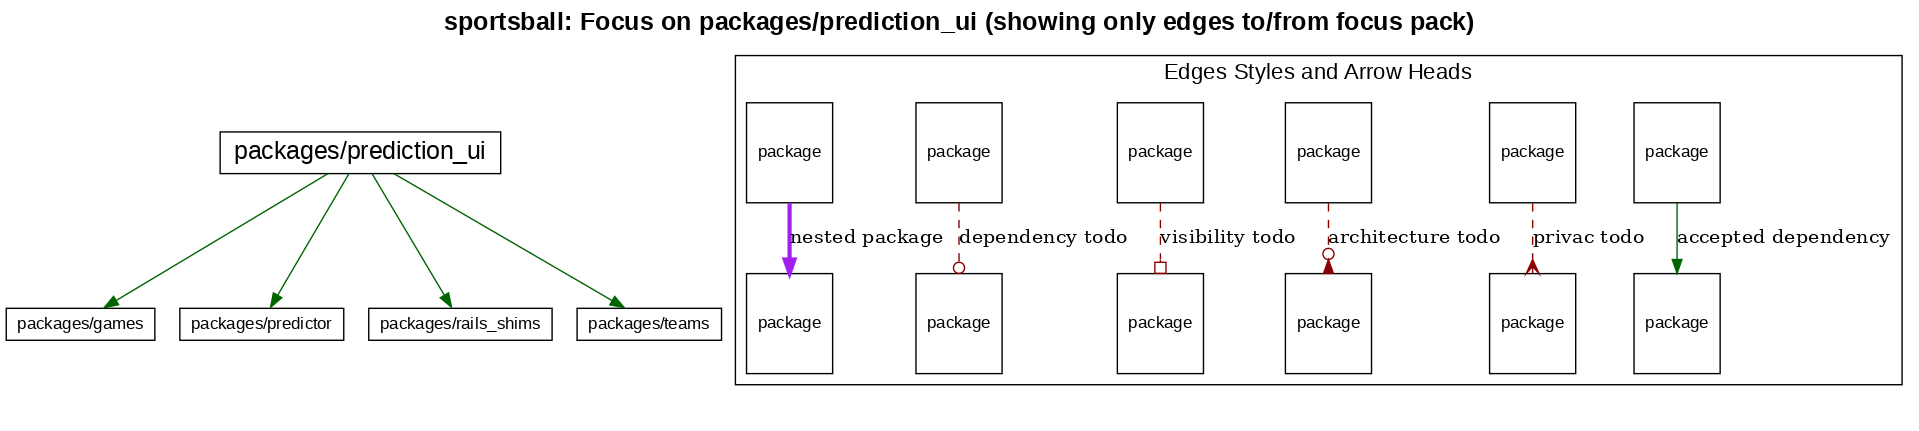 sportsball: Focus on packages/prediction_ui (showing only edges to/from focus pack)
packages/prediction_ui
packages/games
packages/predictor
packages/rails_shims
packages/teams
Edges Styles and Arrow Heads
package
package
package
package
package
package
nested package
dependency todo
visibility todo
architecture todo
privac todo
accepted dependency
package
package
package
package
package
package